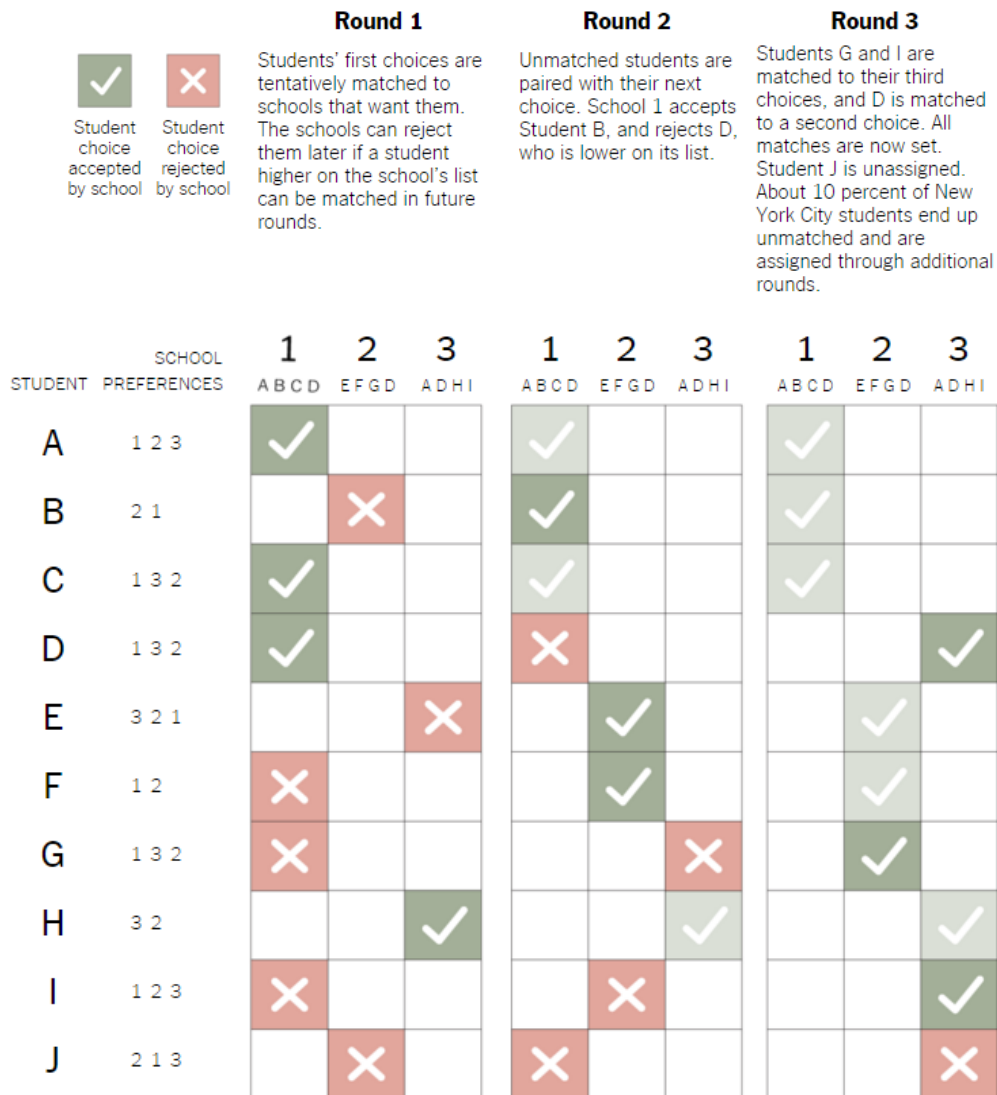 Round 1
Round 2
Round 3
Student
choice
accepted
by school
Student
choice
rejected
by school
Students' first choices are
tentatively matched to
schools that want them.
The schools can reject
them later if a student
higher on the school's list
can be matched in future
rounds.
Unmatched students are
paired with their next
choice. School 1 accepts
Student B, and rejects D,
who is lower on its list.
Students G and I are
matched to their third
choices, and D is matched
to a second choice. All
matches are now set.
Student J is unassigned.
About 10 percent of New
York City students end up
unmatched and are
assigned through additional
rounds.
SCHOOL 1 2 3 1 2 3 1 2 3
STUDENT PREFERENCES A B C D E F G D A D H I A B C D E F G D A D H I A B C D E F G D A D H I
A 1 2 3
B 2 1
C 1 3 2
D 1 3 2
E 3 2 1
F 1 2
G 1 3 2
H 3 2
I 1 2 3
J 2 1 3